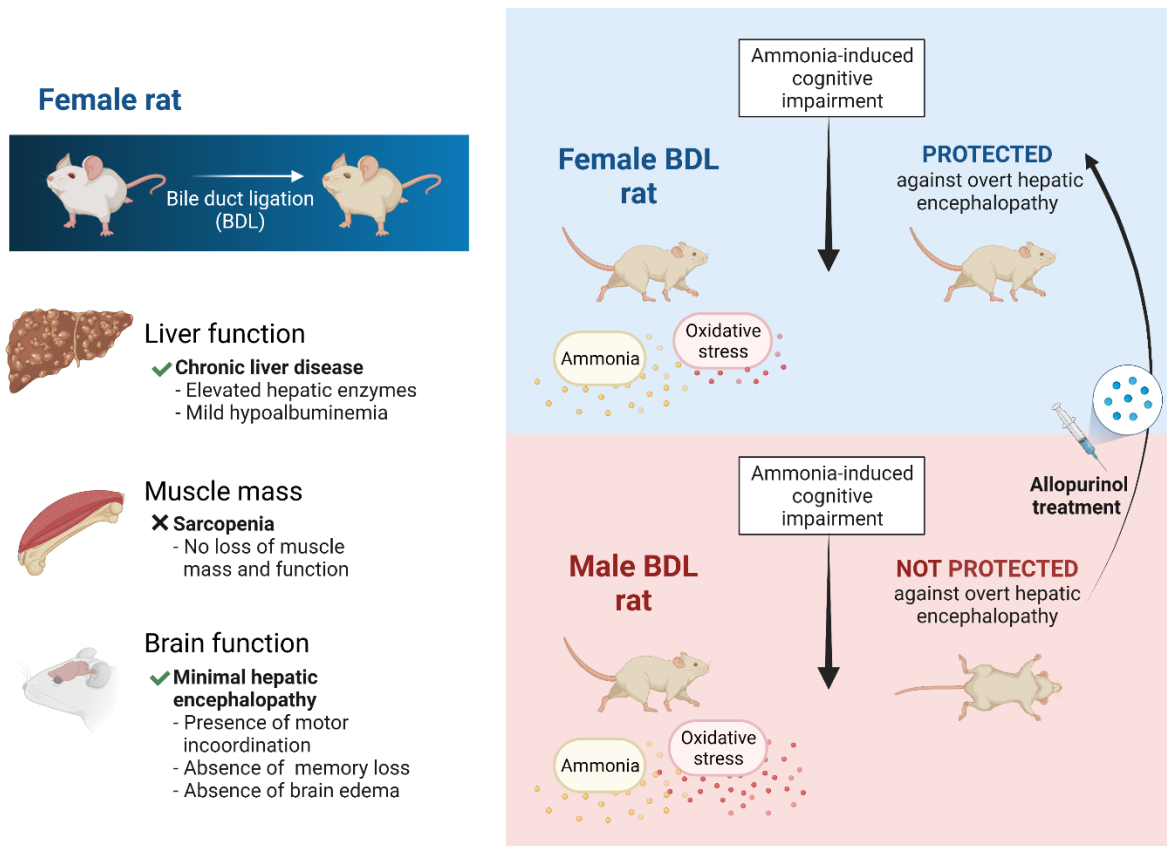 Female rat
Bile duct ligation
(BDL)
Liver function
Chronic liver disease
- Elevated hepatic enzymes
- Mild hypoalbuminemia
Muscle mass
Sarcopenia
- No loss of muscle
mass and function
Brain function
Minimal hepatic
encephalopathy
- Presence of motor
incoordination
- Absence of memory loss
- Absence of brain edema
Ammonia-induced
cognitive
impairment
Female BDL
rat
PROTECTED
against overt hepatic
encephalopathy
Ammonia
Oxidative
stress
Allopurinol
treatment
Ammonia-induced
cognitive
impairment
Male BDL
rat
NOT PROTECTED
against overt hepatic
encephalopathy
Ammonia
Oxidative
stress